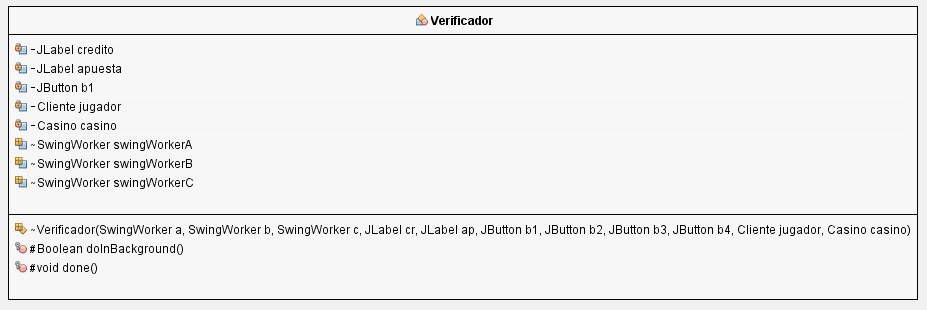 Verificador
-JLabel credito
-JLabel apuesta
-JButton b1
-Cliente jugador
-Casino casino
~SwingWorker swingWorkerA
~SwingWorker swingWorkerB
~SwingWorker swingWorkerC
~Verificador(SwingWorker a, SwingWorker b, SwingWorker c, JLabel cr, JLabel ap, JButton b1, JButton b2, JButton b3, JButton b4, Cliente jugador, Casino casino)
#Boolean doInBackground()
#void done()